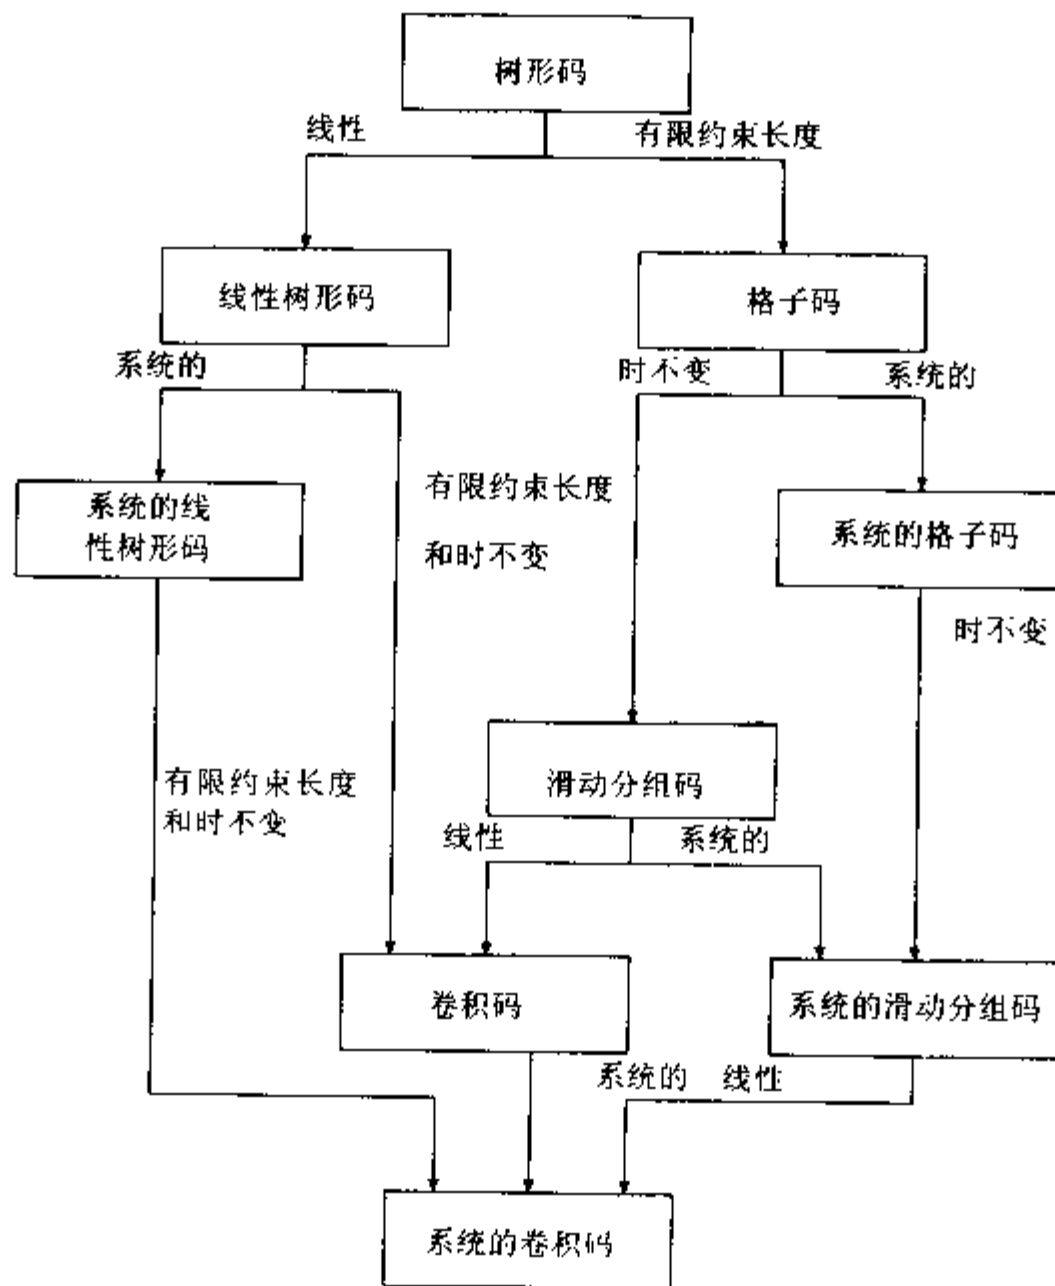 树形码
线性
有限约束长度
线性树形码
格子码
系统的
时不变
系统的
有限约束长度
和时不变
系统的线
性树形码
系统的格子码
时不变
滑动分组码
有限约束长度
和时不变
线性
系统的
卷积码
系统的滑动分组码
系统的
线性
系统的卷积码